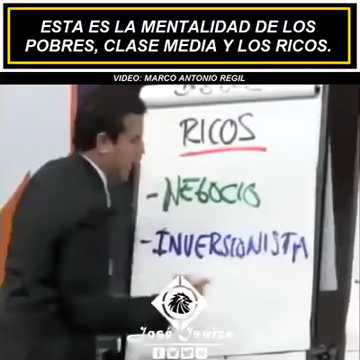 ESTA ES LA MENTALIDAD DE LOS
POBRES, CLASE MEDIA Y LOS RICOS.
VIDEO: MARCO ANTONIO REGIL
RICOS
-NEGOCIO
-INVERSIONISTA